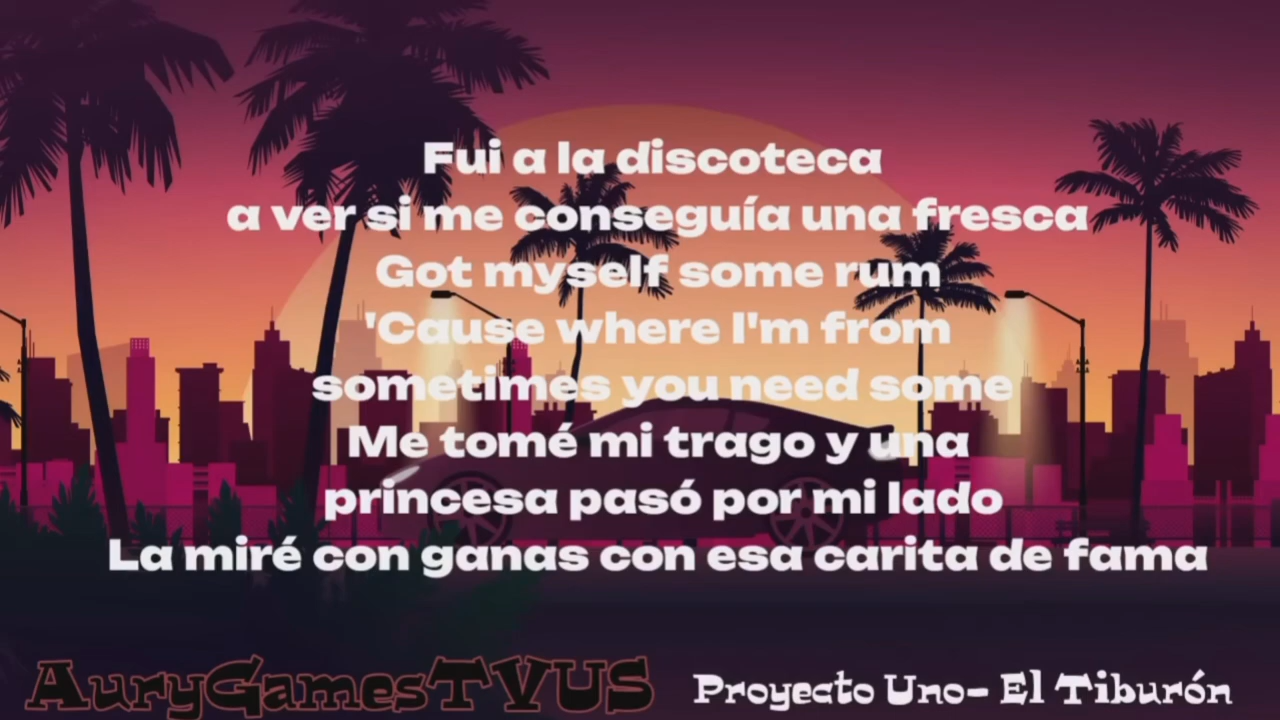 Fui a la discoteca
a ver si me conseguía una fresca
Got myself some rum
'Cause where I'm from
sometimes you need some
Me tomé mi trago y una
princesa pasó por mi lado
La miré con ganas con esa carita de fama
AuryGamesTVUS
Proyecto Uno- El Tiburón